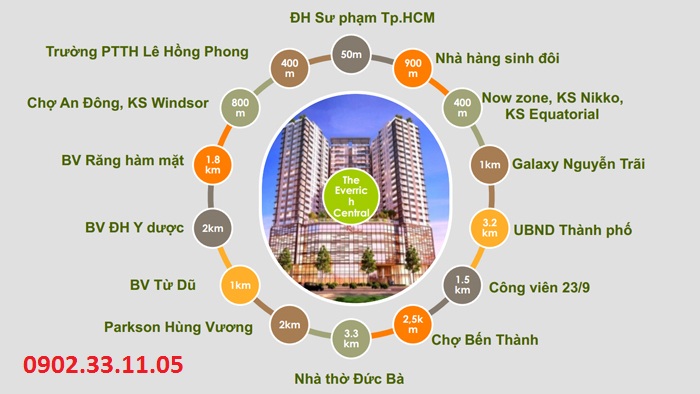 ĐH Sư phạm Tp.HCM
50m
Trường PTTH Lê Hồng Phong
400
m
900
m
Nhà hàng sinh đôi
Chợ An Đông, KS Windsor
800
m
400
m
Now zone, KS Nikko,
KS Equatorial
BV Răng hàm mặt
1.8
km
1km
Galaxy Nguyễn Trãi
The
Everric
h
Central
BV ĐH Y dược
2km
3.2
km
UBND Thành phố
BV Từ Dũ
1km
1.5
km
Công viên 23/9
Parkson Hùng Vương
2km
3.3
km
2,5k
m
Chợ Bến Thành
0902.33.11.05
Nhà thờ Đức Bà